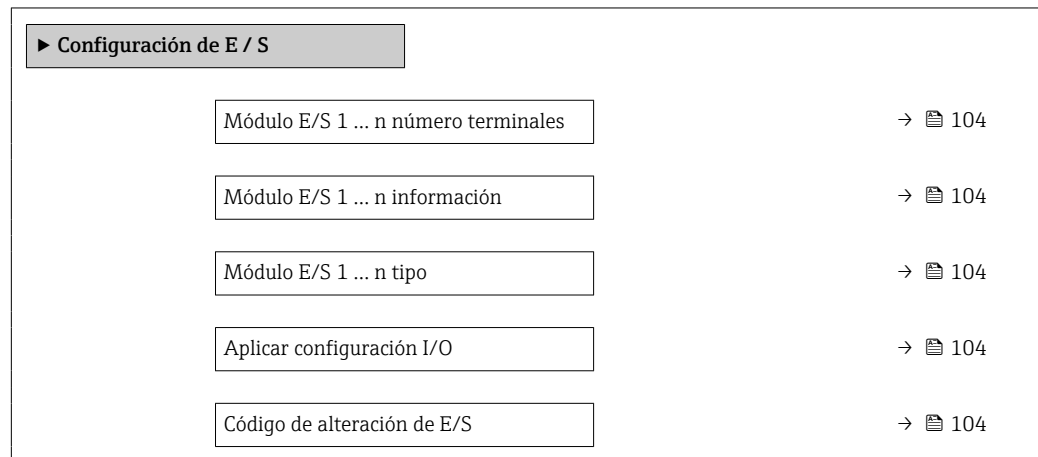 ▶ Configuración de E / S
Módulo E/S 1 … n número terminales → 104
Módulo E/S 1 … n información → 104
Módulo E/S 1 … n tipo → 104
Aplicar configuración I/O → 104
Código de alteración de E/S → 104